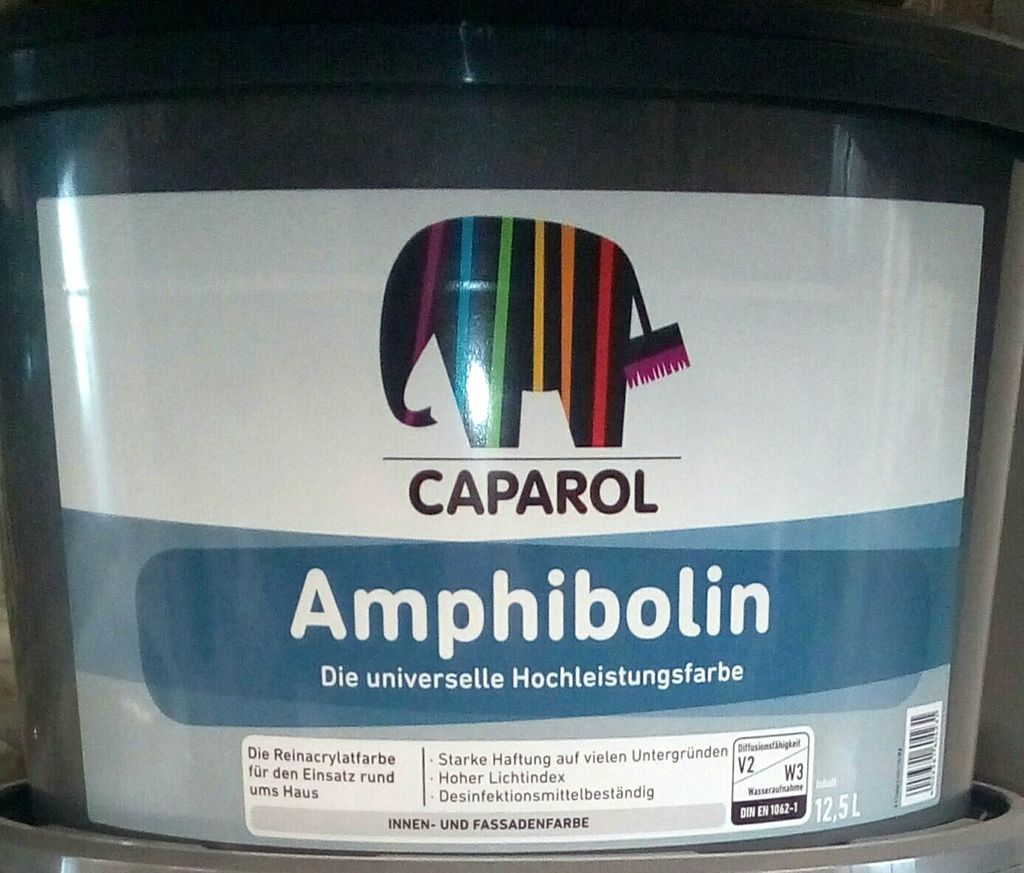 CAPAROL
Amphibolin
Die universelle Hochleistungsfarbe
Die Reinacrylatfarbe
für den Einsatz rund
ums Haus
· Starke Haftung auf vielen Untergründen
· Hoher Lichtindex
· Desinfektionsmittelbeständig
INNEN- UND FASSADENFARBE
Diffusionsfähigkeit
V2
W3
Wasseraufnahme
DIN EN 1062-1
Inhalt
12,5 L